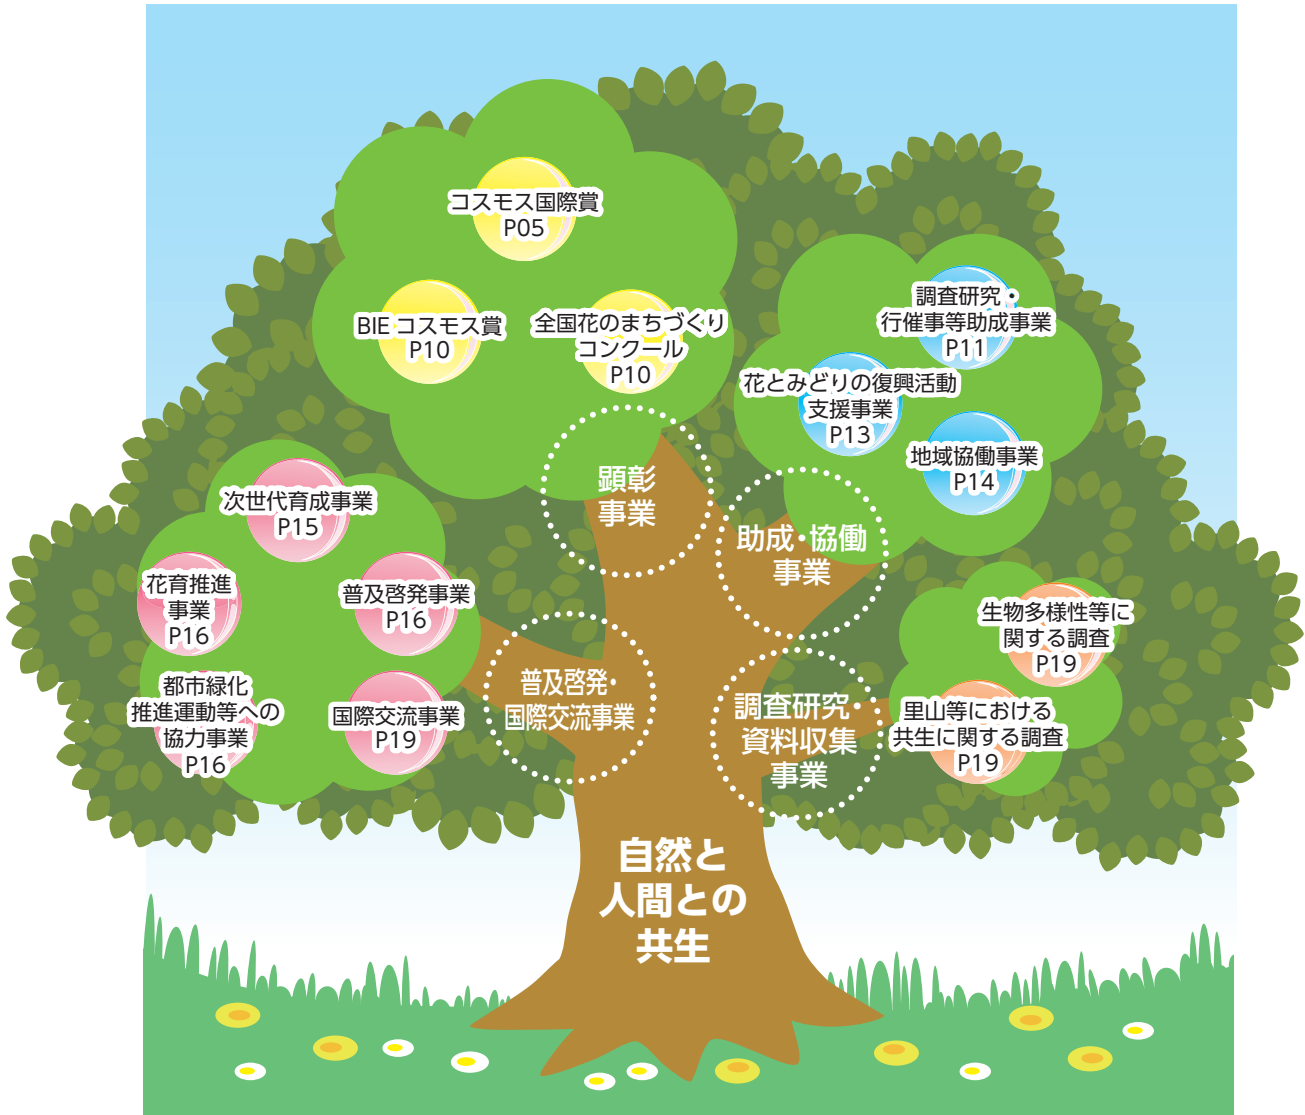 コスモス国際賞
P05
BIE コスモス賞
P10
全国花のまちづくり
コンクール
P10
調査研究・
行催事等助成事業
P11
花とみどりの復興活動
支援事業
P13
地域協働事業
P14
顕彰
事業
助成・協働
事業
次世代育成事業
P15
花育推進
事業
P16
普及啓発事業
P16
都市緑化
推進運動等への
協力事業
P16
国際交流事業
P19
普及啓発・
国際交流事業
調査研究・
資料収集
事業
生物多様性等に
関する調査
P19
里山等における
共生に関する調査
P19
自然と
人間との
共生